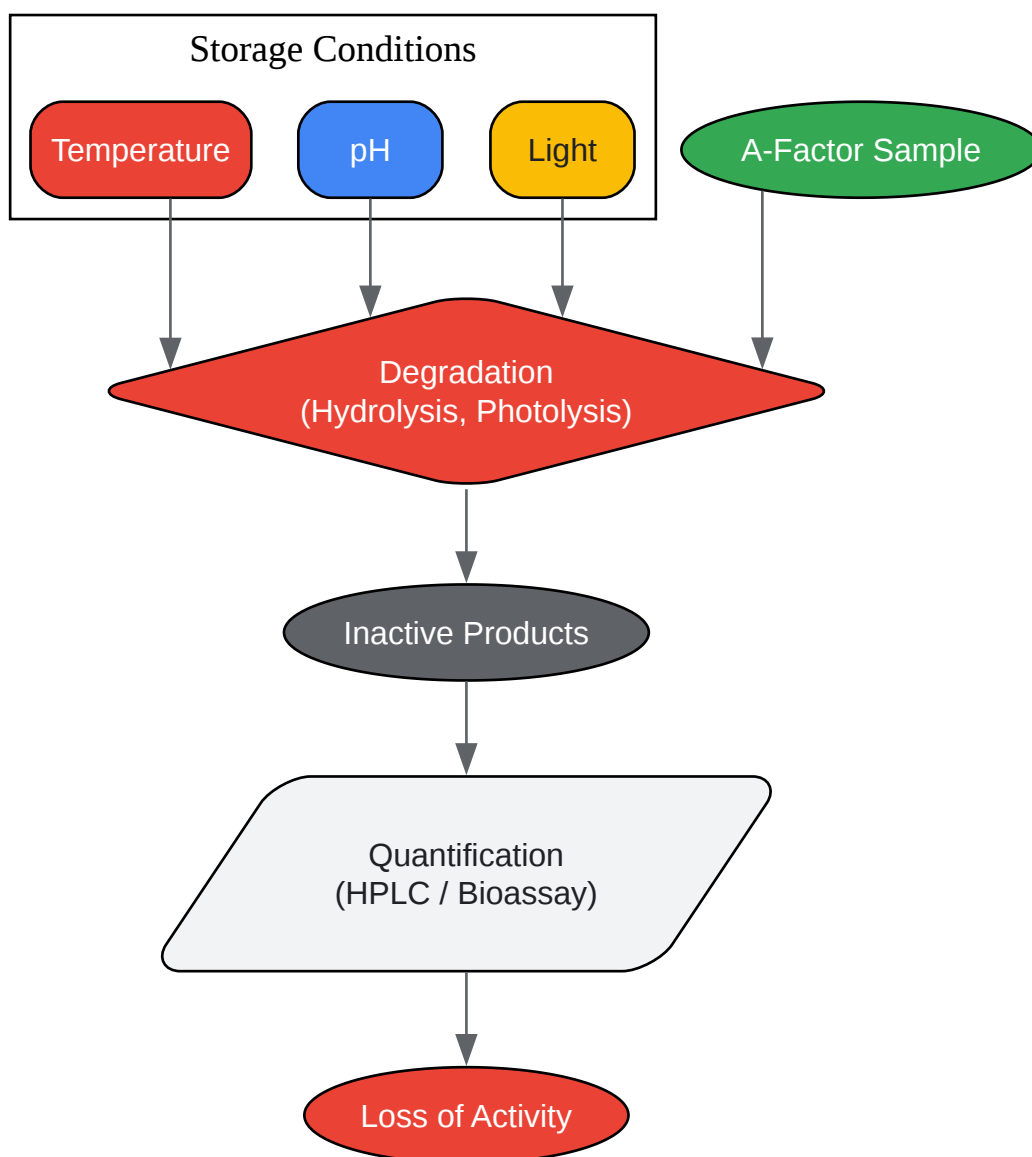 Storage Conditions
Temperature
pH
Light
A-Factor Sample
Degradation
(Hydrolysis, Photolysis)
Inactive Products
Quantification
(HPLC / Bioassay)
Loss of Activity